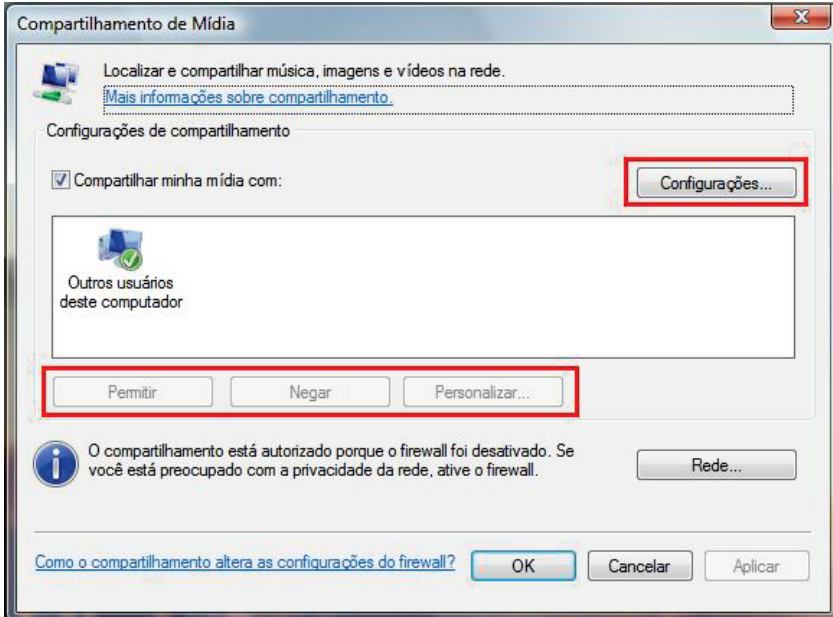 Compartilhamento de Mídia
Localizar e compartilhar música, imagens e vídeos na rede.
Mais informações sobre compartilhamento.
Configurações de compartilhamento
Compartilhar minha mídia com:
Configurações...
Outros usuários
deste computador
Permitir
Negar
Personalizar...
O compartilhamento está autorizado porque o firewall foi desativado. Se
você está preocupado com a privacidade da rede, ative o firewall.
Rede...
Como o compartilhamento altera as configurações do firewall?
OK
Cancelar
Aplicar